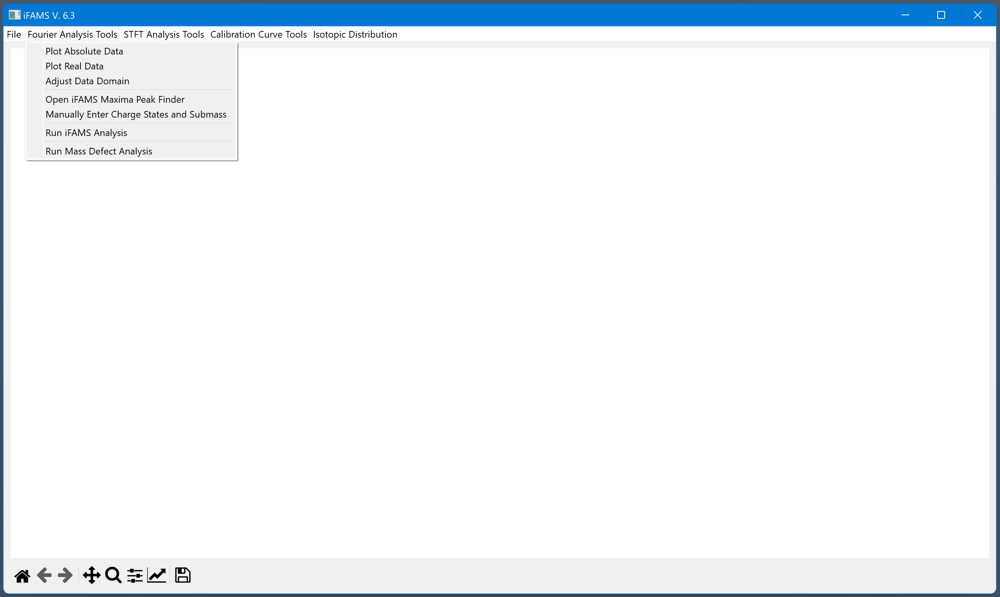 iFAMS V. 6.3
File Fourier Analysis Tools STFT Analysis Tools Calibration Curve Tools Isotopic Distribution
Plot Absolute Data
Plot Real Data
Adjust Data Domain
Open iFAMS Maxima Peak Finder
Manually Enter Charge States and Submass
Run iFAMS Analysis
Run Mass Defect Analysis